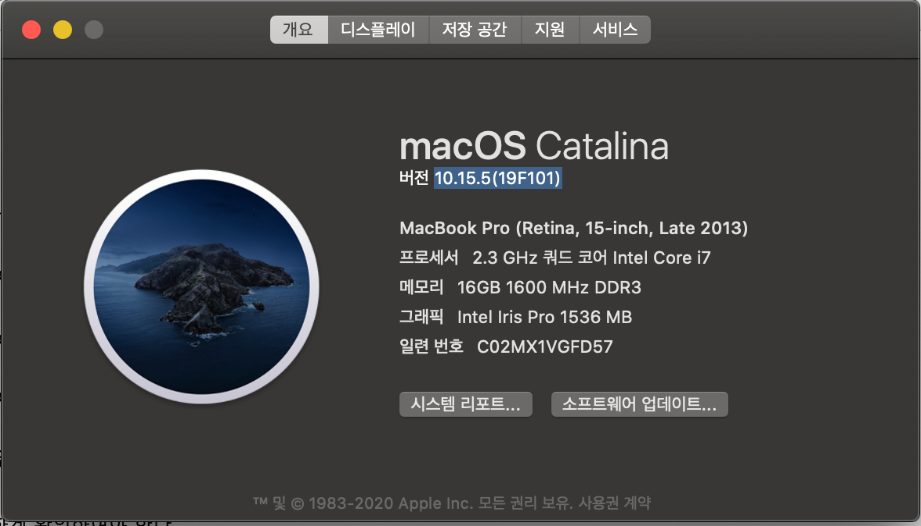 개요 디스플레이 저장 공간 지원 서비스
macOS Catalina
버전 10.15.5(19F101)
MacBook Pro (Retina, 15-inch, Late 2013)
프로세서 2.3 GHz 쿼드 코어 Intel Core i7
메모리 16GB 1600 MHz DDR3
그래픽 Intel Iris Pro 1536 MB
일련 번호 C02MX1VGFD57
시스템 리포트... 소프트웨어 업데이트...
™ 및 © 1983-2020 Apple Inc. 모든 권리 보유. 사용권 계약